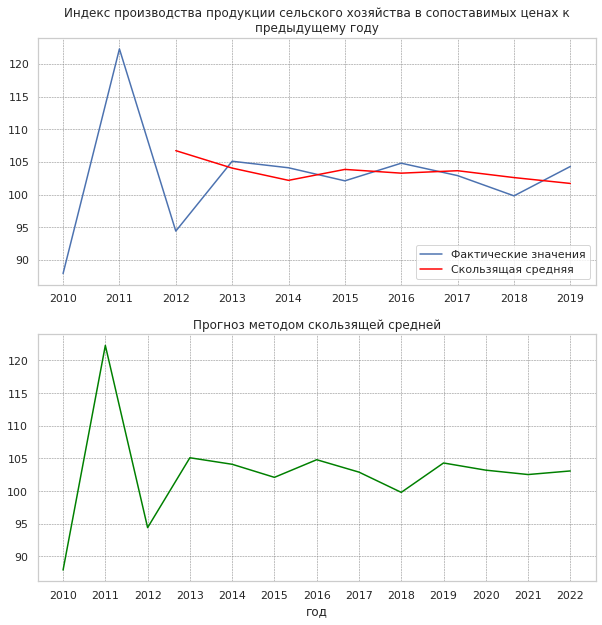 Индекс производства продукции сельского хозяйства в сопоставимых ценах к
предыдущему году
120
115
110
105
100
95
90
Фактические значения
Скользящая средняя
2010 2011 2012 2013 2014 2015 2016 2017 2018 2019
Прогноз методом скользящей средней
120
115
110
105
100
95
90
2010 2011 2012 2013 2014 2015 2016 2017 2018 2019 2020 2021 2022
год